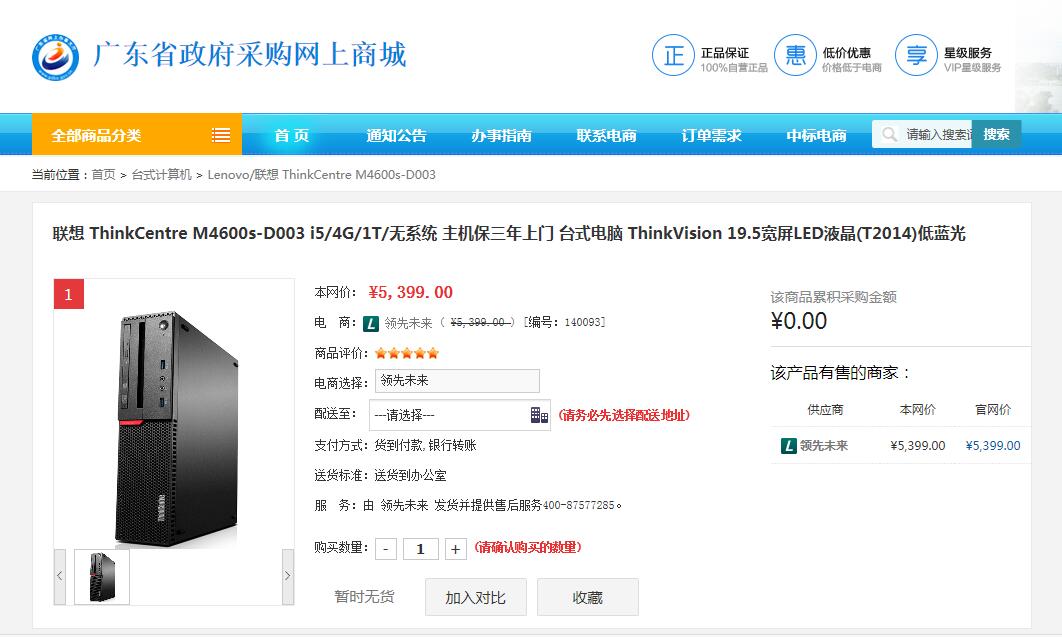 广东省政府采购网上商城
正 正品保证 100%自营正品
惠 低价优惠 价格低于电商
享 星级服务 VIP星级服务
全部商品分类 首 页 通知公告 办事指南 联系电商 订单需求 中标电商 请输入搜索 搜索
当前位置：首页 > 台式计算机 > Lenovo/联想 ThinkCentre M4600s-D003
联想 ThinkCentre M4600s-D003 i5/4G/1T/无系统 主机保三年上门 台式电脑 ThinkVision 19.5宽屏LED液晶(T2014)低蓝光
1
本网价： ¥5,399.00
电 商： L 领先未来（ ¥5,399.00 ）[编号：140093]
商品评价：
电商选择： 领先未来
配送至： ---请选择--- (请务必先选择配送地址)
支付方式： 货到付款,银行转账
送货标准： 送货到办公室
服 务： 由 领先未来 发货并提供售后服务400-87577285。
购买数量： - 1 + (请确认购买的数量)
< >
暂时无货 加入对比 收藏
该商品累积采购金额
¥0.00
该产品有售的商家：
供应商 本网价 官网价
L 领先未来 ¥5,399.00 ¥5,399.00